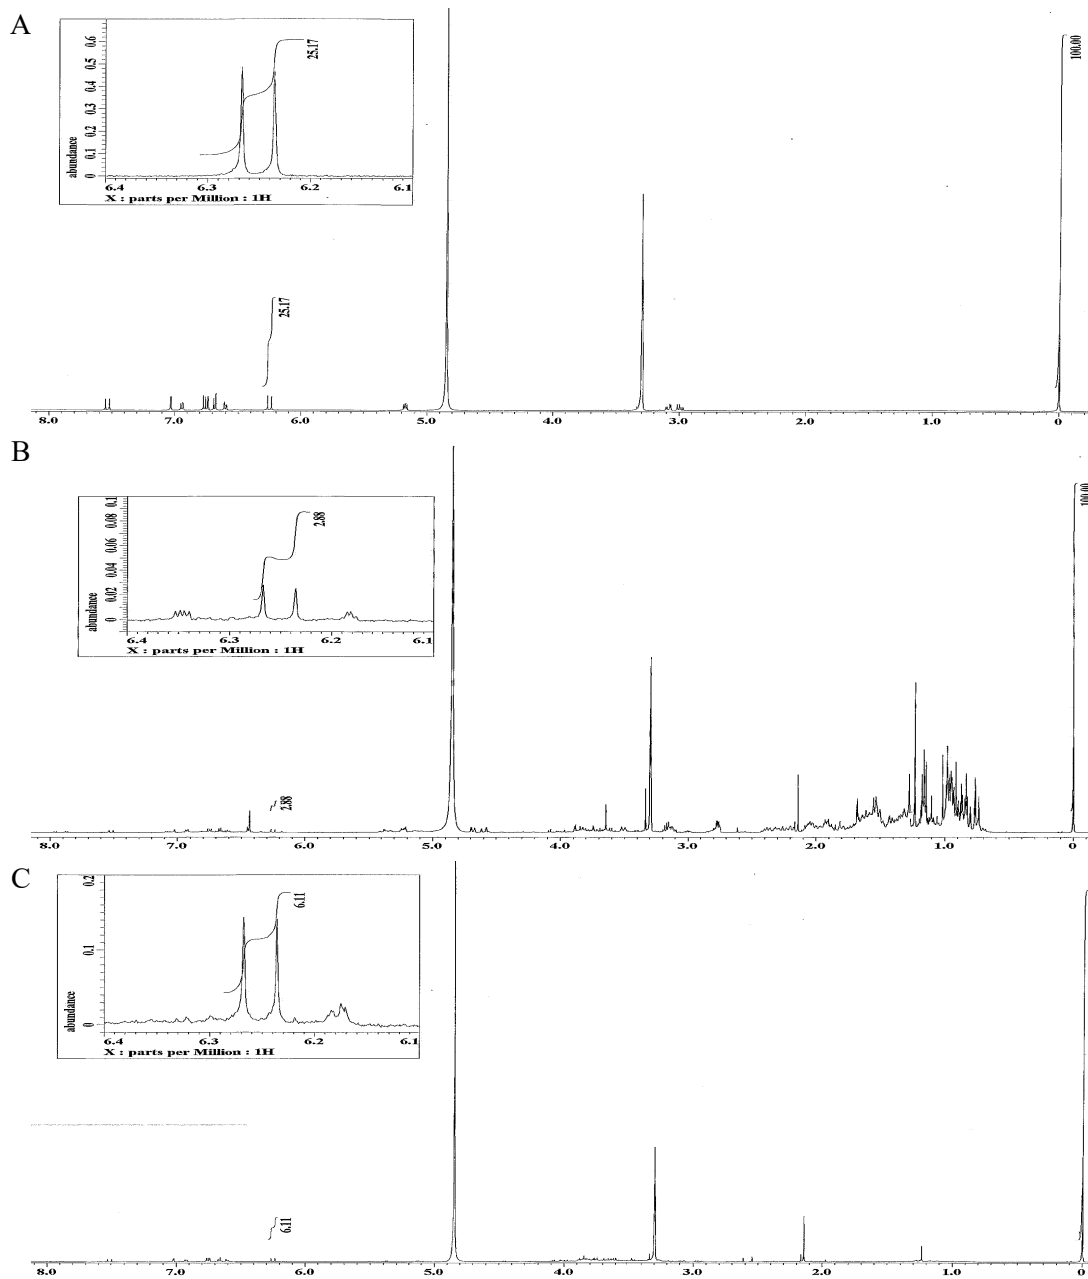 A
abundance
0 0.1 0.2 0.3 0.4 0.5 0.6
25.17
6.4 6.3 6.2 6.1
X : parts per Million : 1H
25.17
100.00
8.0 7.0 6.0 5.0 4.0 3.0 2.0 1.0 0
B
abundance
0 0.02 0.04 0.06 0.08 0.1
2.88
6.4 6.3 6.2 6.1
X : parts per Million : 1H
2.88
100.00
8.0 7.0 6.0 5.0 4.0 3.0 2.0 1.0 0
C
abundance
0 0.1 0.2
6.11
6.4 6.3 6.2 6.1
X : parts per Million : 1H
6.11
8.0 7.0 6.0 5.0 4.0 3.0 2.0 1.0 0